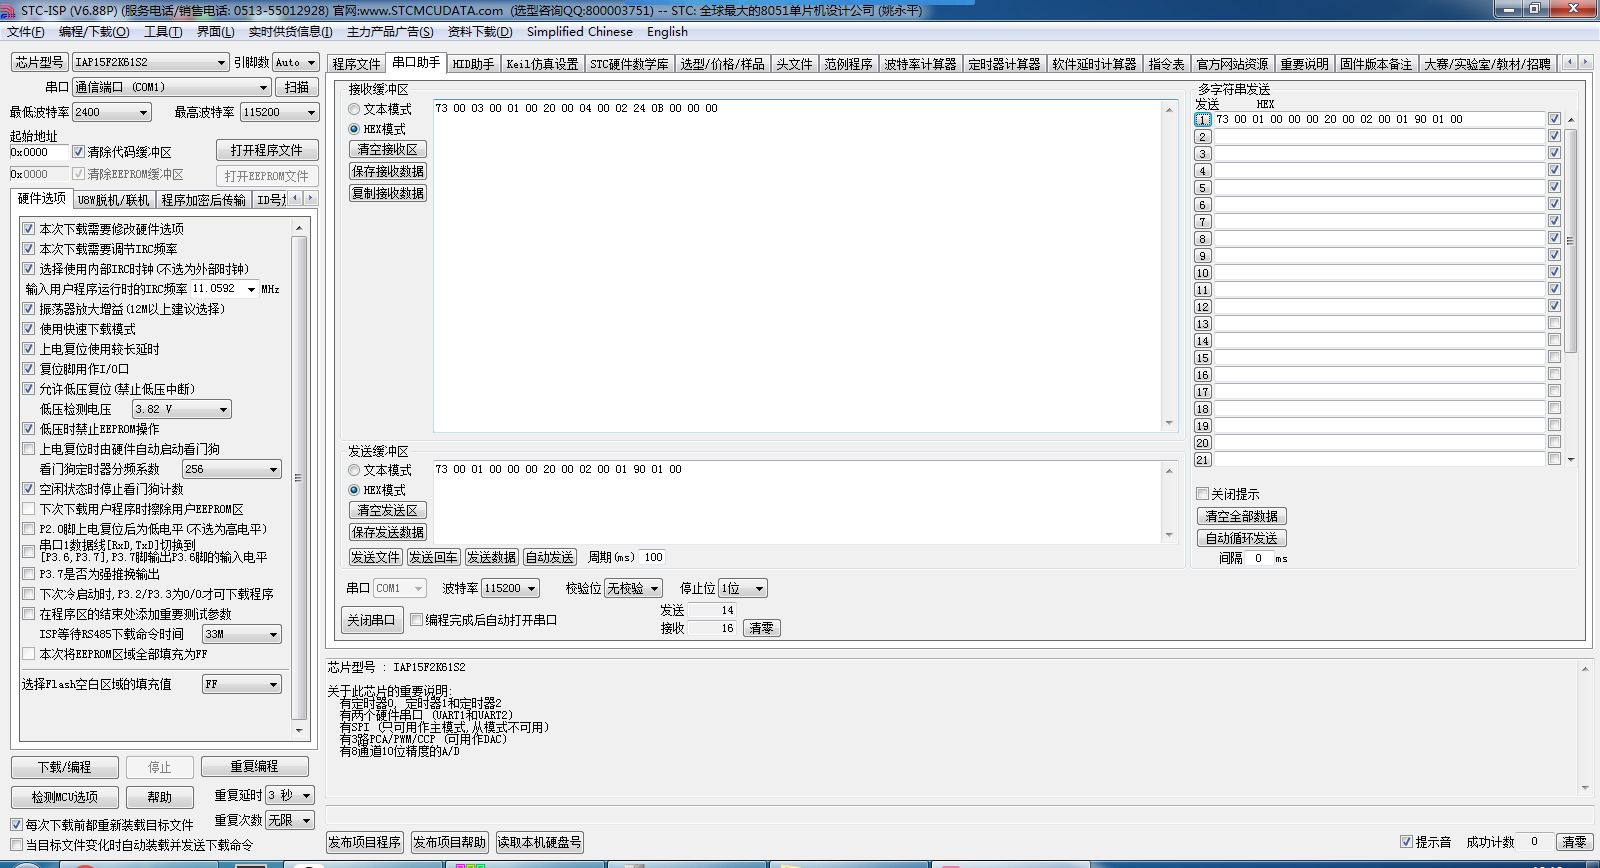 STC-ISP (V6.88P) (服务电话/销售电话: 0513-55012928) 官网:www.STCMCUDATA.com (选型咨询QQ:800003751) -- STC: 全球最大的8051单片机设计公司 (姚永平)
文件(F) 编程/下载(O) 工具(T) 界面(L) 实时供货信息(I) 主力产品广告(S) 资料下载(D) Simplified Chinese English
芯片型号 IAP15F2K61S2 引脚数 Auto
串口 通信端口 (COM1) 扫描
最低波特率 2400 最高波特率 115200
起始地址
0x0000 清除代码缓冲区 打开程序文件
0x0000 清除EEPROM缓冲区 打开EEPROM文件
硬件选项 U8W脱机/联机 程序加密后传输
本次下载需要修改硬件选项
本次下载需要调节IRC频率
选择使用内部IRC时钟(不选为外部时钟)
输入用户程序运行时的IRC频率 11.0592 MHz
振荡器放大增益(12M以上建议选择)
使用快速下载模式
上电复位使用较长延时
复位脚用作I/O口
允许低压复位(禁止低压中断)
低压检测电压 3.82 V
低压时禁止EEPROM操作
上电复位时由硬件自动启动看门狗
看门狗定时器分频系数 256
空闲状态时停止看门狗计数
下次下载用户程序时擦除用户EEPROM区
P2.0脚上电复位后为低电平(不选为高电平)
串口1数据线[RxD,TxD]切换到
[P3.6,P3.7],P3.7脚输出P3.6脚的输入电平
P3.7是否为强推挽输出
下次冷启动时,P3.2/P3.3为0/0才可下载程序
在程序区的结束处添加重要测试参数
ISP等待RS485下载命令时间 33M
本次将EEPROM区域全部填充为FF
选择Flash空白区域的填充值 FF
下载/编程 停止 重复编程
检测MCU选项 帮助 重复延时 3 秒
重复次数 无限
每次下载前都重新装载目标文件
当目标文件变化时自动装载并发送下载命令
程序文件 串口助手 HID助手 Keil仿真设置 STC硬件数学库 选型/价格/样品 头文件 范例程序 波特率计算器 定时器计算器 软件延时计算器 指令表 官方网站资源 重要说明 固件版本备注 大赛/实验室/教材/招聘
接收缓冲区
文本模式
HEX模式
清空接收区
保存接收数据
复制接收数据
73 00 03 00 01 00 20 00 04 00 02 24 0B 00 00 00
发送缓冲区
文本模式
HEX模式
清空发送区
保存发送数据
73 00 01 00 00 00 20 00 02 00 01 90 01 00
发送文件 发送回车 发送数据 自动发送 周期(ms) 100
串口 COM1 波特率 115200 校验位 无校验 停止位 1位
关闭串口 编程完成后自动打开串口
发送 14
接收 16 清零
多字符串发送
发送 HEX
1 73 00 01 00 00 00 20 00 02 00 01 90 01 00
2
3
4
5
6
7
8
9
10
11
12
13
14
15
16
17
18
19
20
21
关闭提示
清空全部数据
自动循环发送
间隔 0 ms
芯片型号 : IAP15F2K61S2
关于此芯片的重要说明:
有定时器0, 定时器1和定时器2
有两个硬件串口 (UART1和UART2)
有SPI (只可用作主模式,从模式不可用)
有3路PCA/PWM/CCP (可用作DAC)
有8通道10位精度的A/D
发布项目程序 发布项目帮助 读取本机硬盘号 提示音 成功计数 0 清零